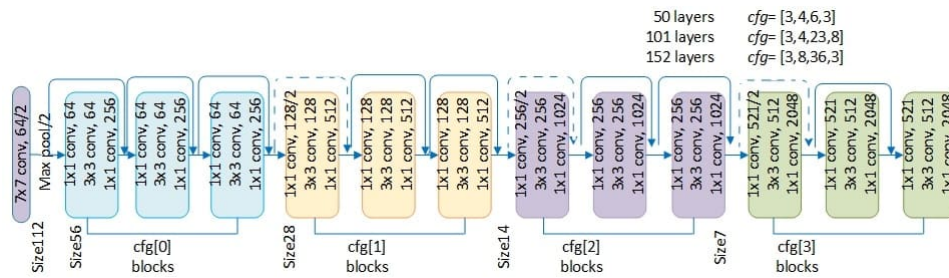 50 layers cfg= [3,4,6,3]
101 layers cfg= [3,4,23,8]
152 layers cfg= [3,8,36,3]
7x7 conv, 64/2
Max pool/2
1x1 conv, 64
3x3 conv, 64
1x1 conv, 256
1x1 conv, 64
3x3 conv, 64
1x1 conv, 256
1x1 conv, 64
3x3 conv, 64
1x1 conv, 256
1x1 conv, 128/2
3x3 conv, 128
1x1 conv, 512
1x1 conv, 128
3x3 conv, 128
1x1 conv, 512
1x1 conv, 128
3x3 conv, 128
1x1 conv, 512
1x1 conv, 256/2
3x3 conv, 256
1x1 conv, 1024
1x1 conv, 256
3x3 conv, 256
1x1 conv, 1024
1x1 conv, 256
3x3 conv, 256
1x1 conv, 1024
1x1 conv, 521/2
3x3 conv, 512
1x1 conv, 2048
1x1 conv, 521
3x3 conv, 512
1x1 conv, 2048
1x1 conv, 521
3x3 conv, 512
1x1 conv, 2048
Size112
Size56
cfg[0]
blocks
Size28
cfg[1]
blocks
Size14
cfg[2]
blocks
Size7
cfg[3]
blocks